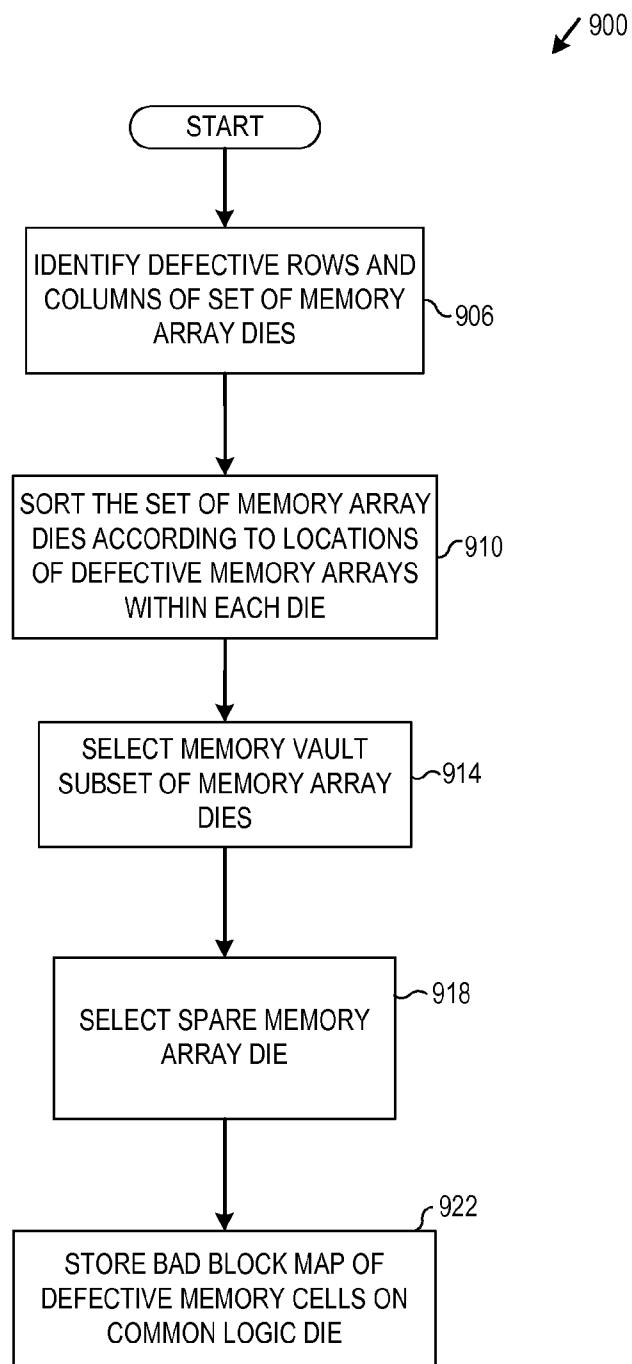 900
START
IDENTIFY DEFECTIVE ROWS AND
COLUMNS OF SET OF MEMORY
ARRAY DIES
906
SORT THE SET OF MEMORY ARRAY
DIES ACCORDING TO LOCATIONS
OF DEFECTIVE MEMORY ARRAYS
WITHIN EACH DIE
910
SELECT MEMORY VAULT
SUBSET OF MEMORY ARRAY
DIES
914
918
SELECT SPARE MEMORY
ARRAY DIE
922
STORE BAD BLOCK MAP OF
DEFECTIVE MEMORY CELLS ON
COMMON LOGIC DIE